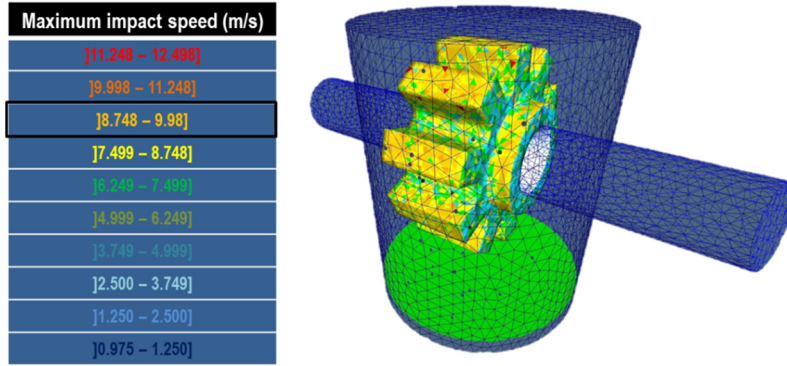 Maximum impact speed (m/s)
]11.248 – 12.498]
]9.998 – 11.248]
]8.748 – 9.98]
]7.499 – 8.748]
]6.249 – 7.499]
]4.999 – 6.249]
]3.749 – 4.999]
]2.500 – 3.749]
]1.250 – 2.500]
]0.975 – 1.250]